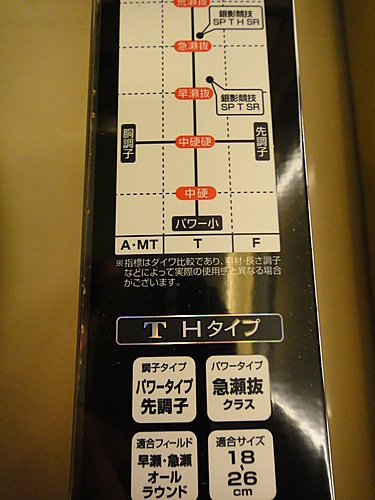 荒瀬抜
銀影競技
SP T H SR
急瀬抜
銀影競技
SP T SR
早瀬抜
胴調子
中硬硬
先調子
中硬
パワー小
A・MT
T
F
※指標はダイワ比較であり、素材・長さ調子
などによって実際の使用感と異なる場合
がございます。
T Hタイプ
調子タイプ
パワータイプ
先調子
パワータイプ
急瀬抜
クラス
適合フィールド
早瀬・急瀬
オール
ラウンド
適合サイズ
18
26
cm